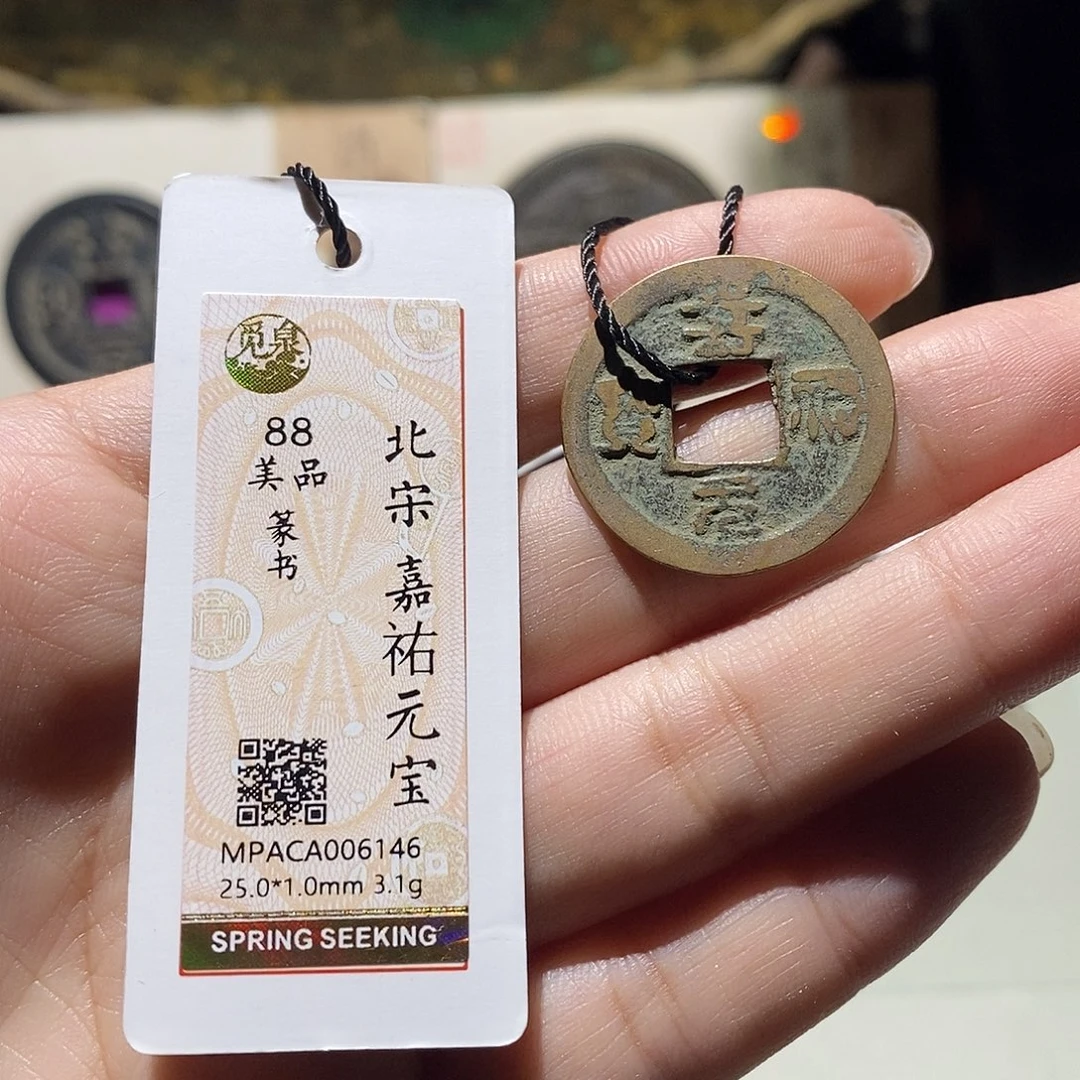 觅泉
北宋嘉祐元宝
88
美品
篆书
MPACA006146
25.0*1.0mm 3.1g
SPRING SEEKING
元